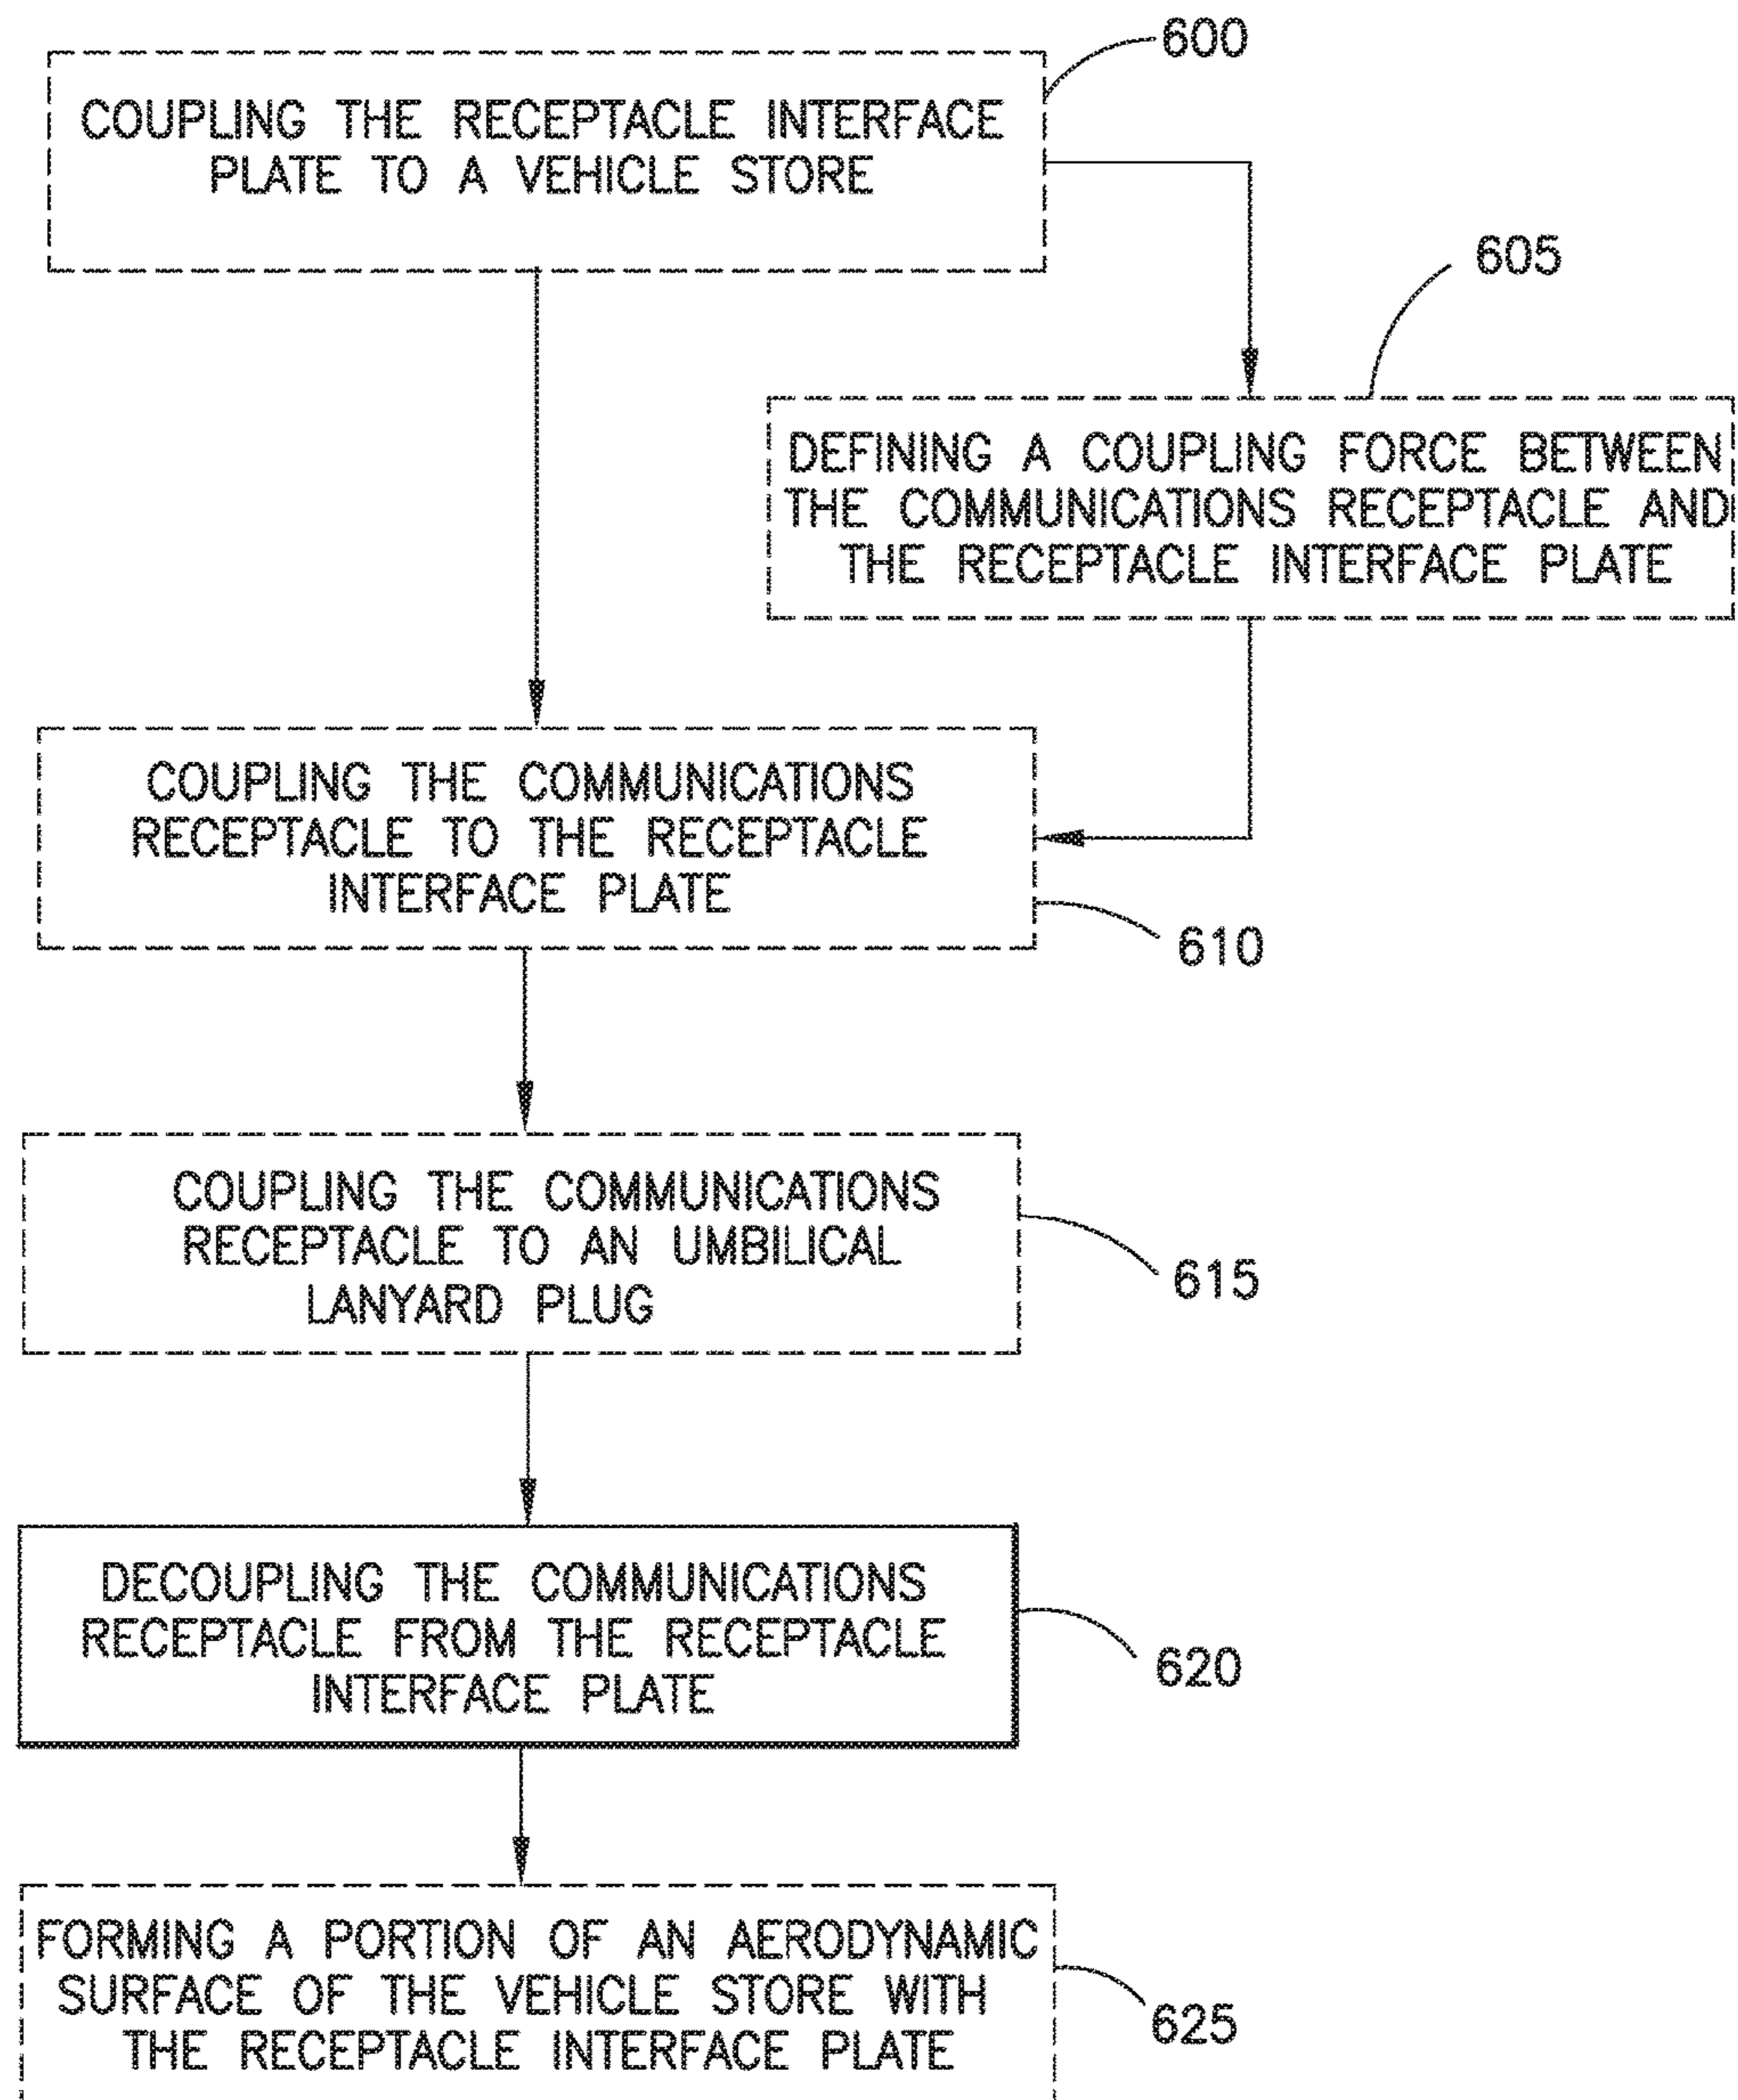 600
COUPLING THE RECEPTACLE INTERFACE
PLATE TO A VEHICLE STORE
605
DEFINING A COUPLING FORCE BETWEEN
THE COMMUNICATIONS RECEPTACLE AND
THE RECEPTACLE INTERFACE PLATE
COUPLING THE COMMUNICATIONS
RECEPTACLE TO THE RECEPTACLE
INTERFACE PLATE
610
COUPLING THE COMMUNICATIONS
RECEPTACLE TO AN UMBILICAL
LANYARD PLUG
615
DECOUPLING THE COMMUNICATIONS
RECEPTACLE FROM THE RECEPTACLE
INTERFACE PLATE
620
FORMING A PORTION OF AN AERODYNAMIC
SURFACE OF THE VEHICLE STORE WITH
THE RECEPTACLE INTERFACE PLATE
625